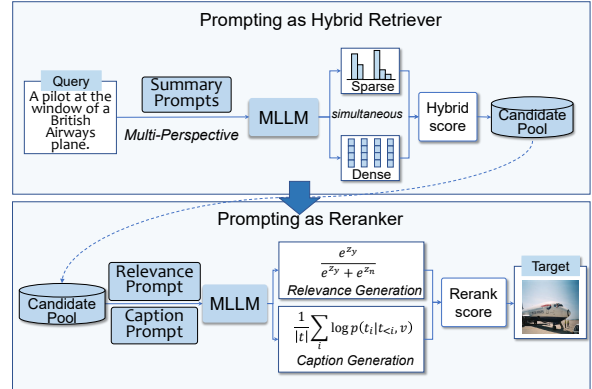 Prompting as Hybrid Retriever
Query
A pilot at the
window of a
British
Airways
plane.
Summary
Prompts
Multi-Perspective
MLLM
Sparse
simultaneous
Dense
Hybrid
score
Candidate
Pool
Prompting as Reranker
Candidate
Pool
Relevance
Prompt
Caption
Prompt
MLLM
e^{z_y} / (e^{z_y} + e^{z_n})
Relevance Generation
1/|t| ∑_i log p(t_i|t_{<i}, v)
Caption Generation
Rerank
score
Target